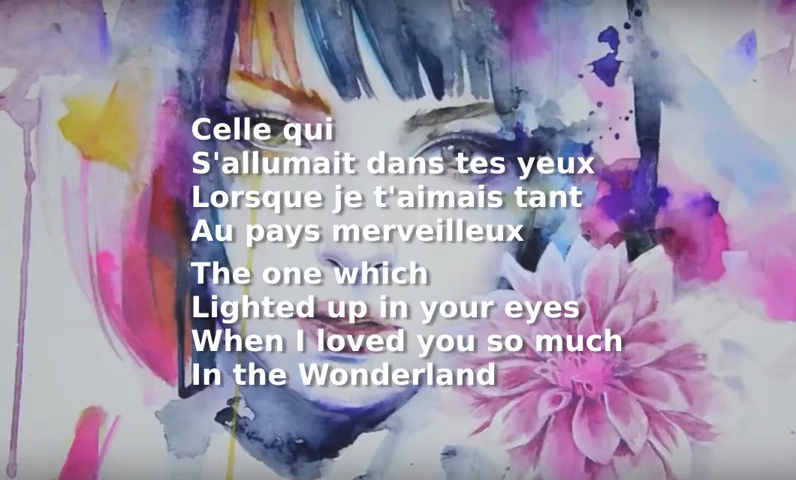 Celle qui
S'allumait dans tes yeux
Lorsque je t'aimais tant
Au pays merveilleux
The one which
Lighted up in your eyes
When I loved you so much
In the Wonderland